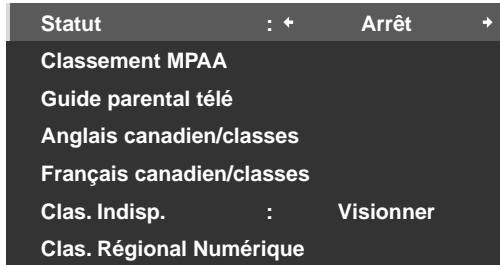 Statut : Arrêt
Classement MPAA
Guide parental télé
Anglais canadien/classes
Français canadien/classes
Clas. Indisp. : Visionner
Clas. Régional Numérique